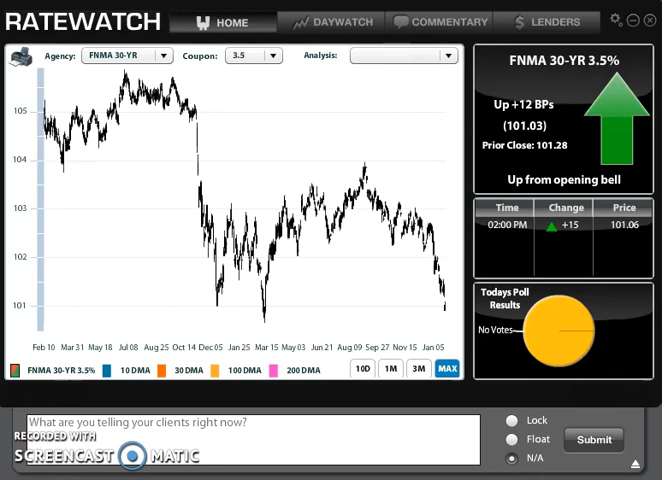 RATEWATCH
HOME
DAYWATCH
COMMENTARY
LENDERS
Agency: FNMA 30-YR Coupon: 3.5 Analysis:
105
104
103
102
101
Feb 10 Mar 31 May 18 Jul 08 Aug 25 Oct 14 Dec 05 Jan 25 Mar 15 May 03 Jun 21 Aug 09 Sep 27 Nov 15 Jan 05
FNMA 30-YR 3.5% 10 DMA 30 DMA 100 DMA 200 DMA 10D 1M 3M MAX
FNMA 30-YR 3.5%
Up +12 BPs
(101.03)
Prior Close: 101.28
Up from opening bell
Time Change Price
02:00 PM +15 101.06
Todays Poll
Results
No Votes
What are you telling your clients right now?
Lock
Float
N/A
Submit
RECORDED WITH
SCREENCAST MATIC